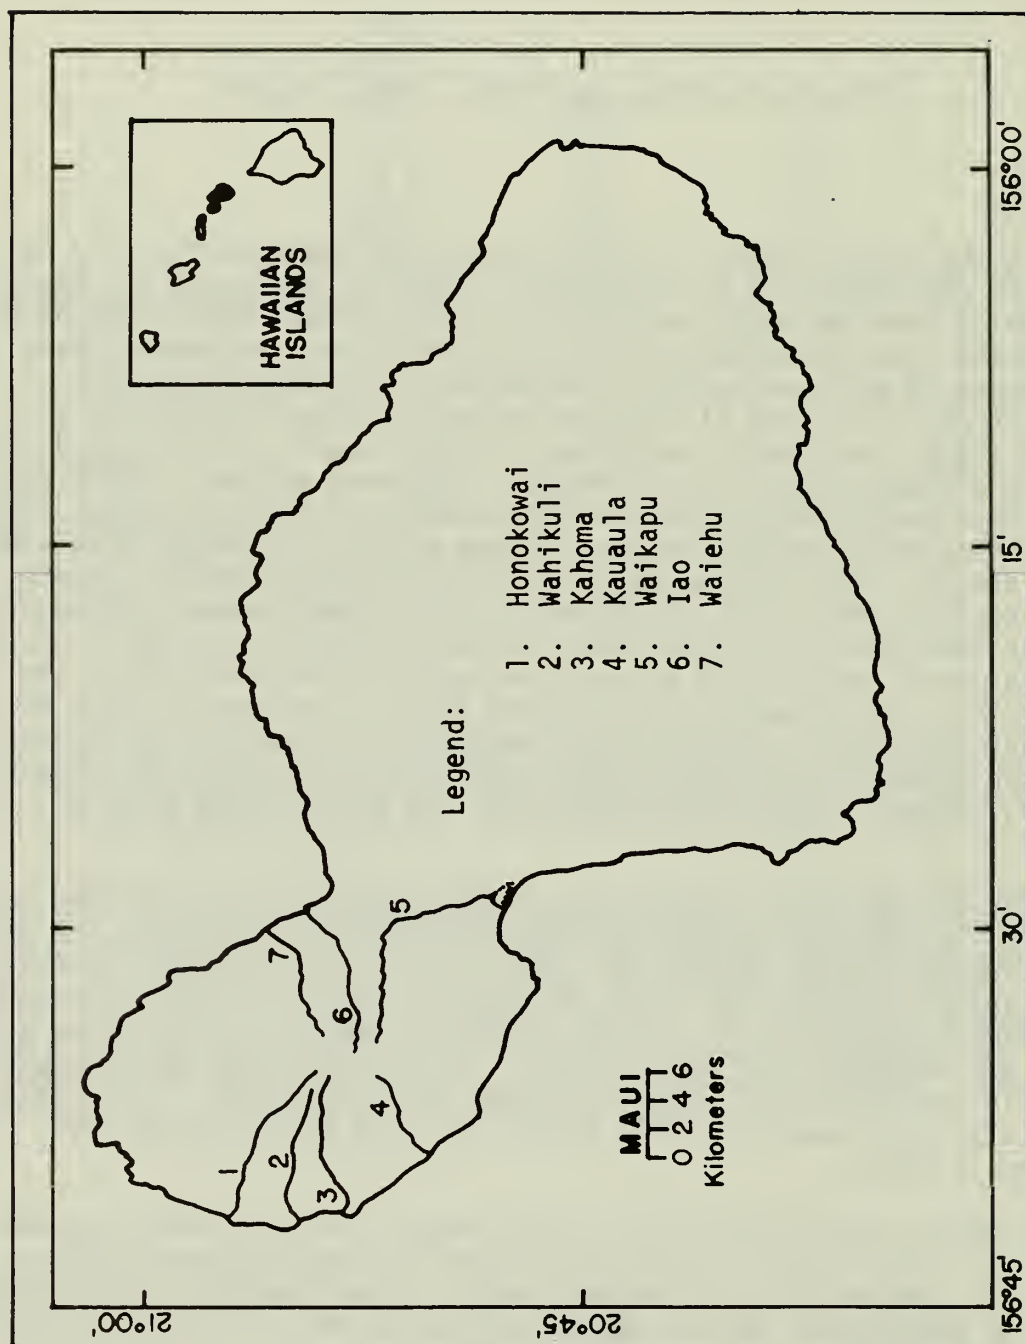 HAWAIIAN
ISLANDS
21°00'
20°45'
1
2
3
4
5
6
7
Legend:
1. Honokowai
2. Wahikuli
3. Kahoma
4. Kauaula
5. Waikapu
6. Iao
7. Waiehu
MAUI
0 2 4 6
Kilometers
156°45'
30'
15'
156°00'